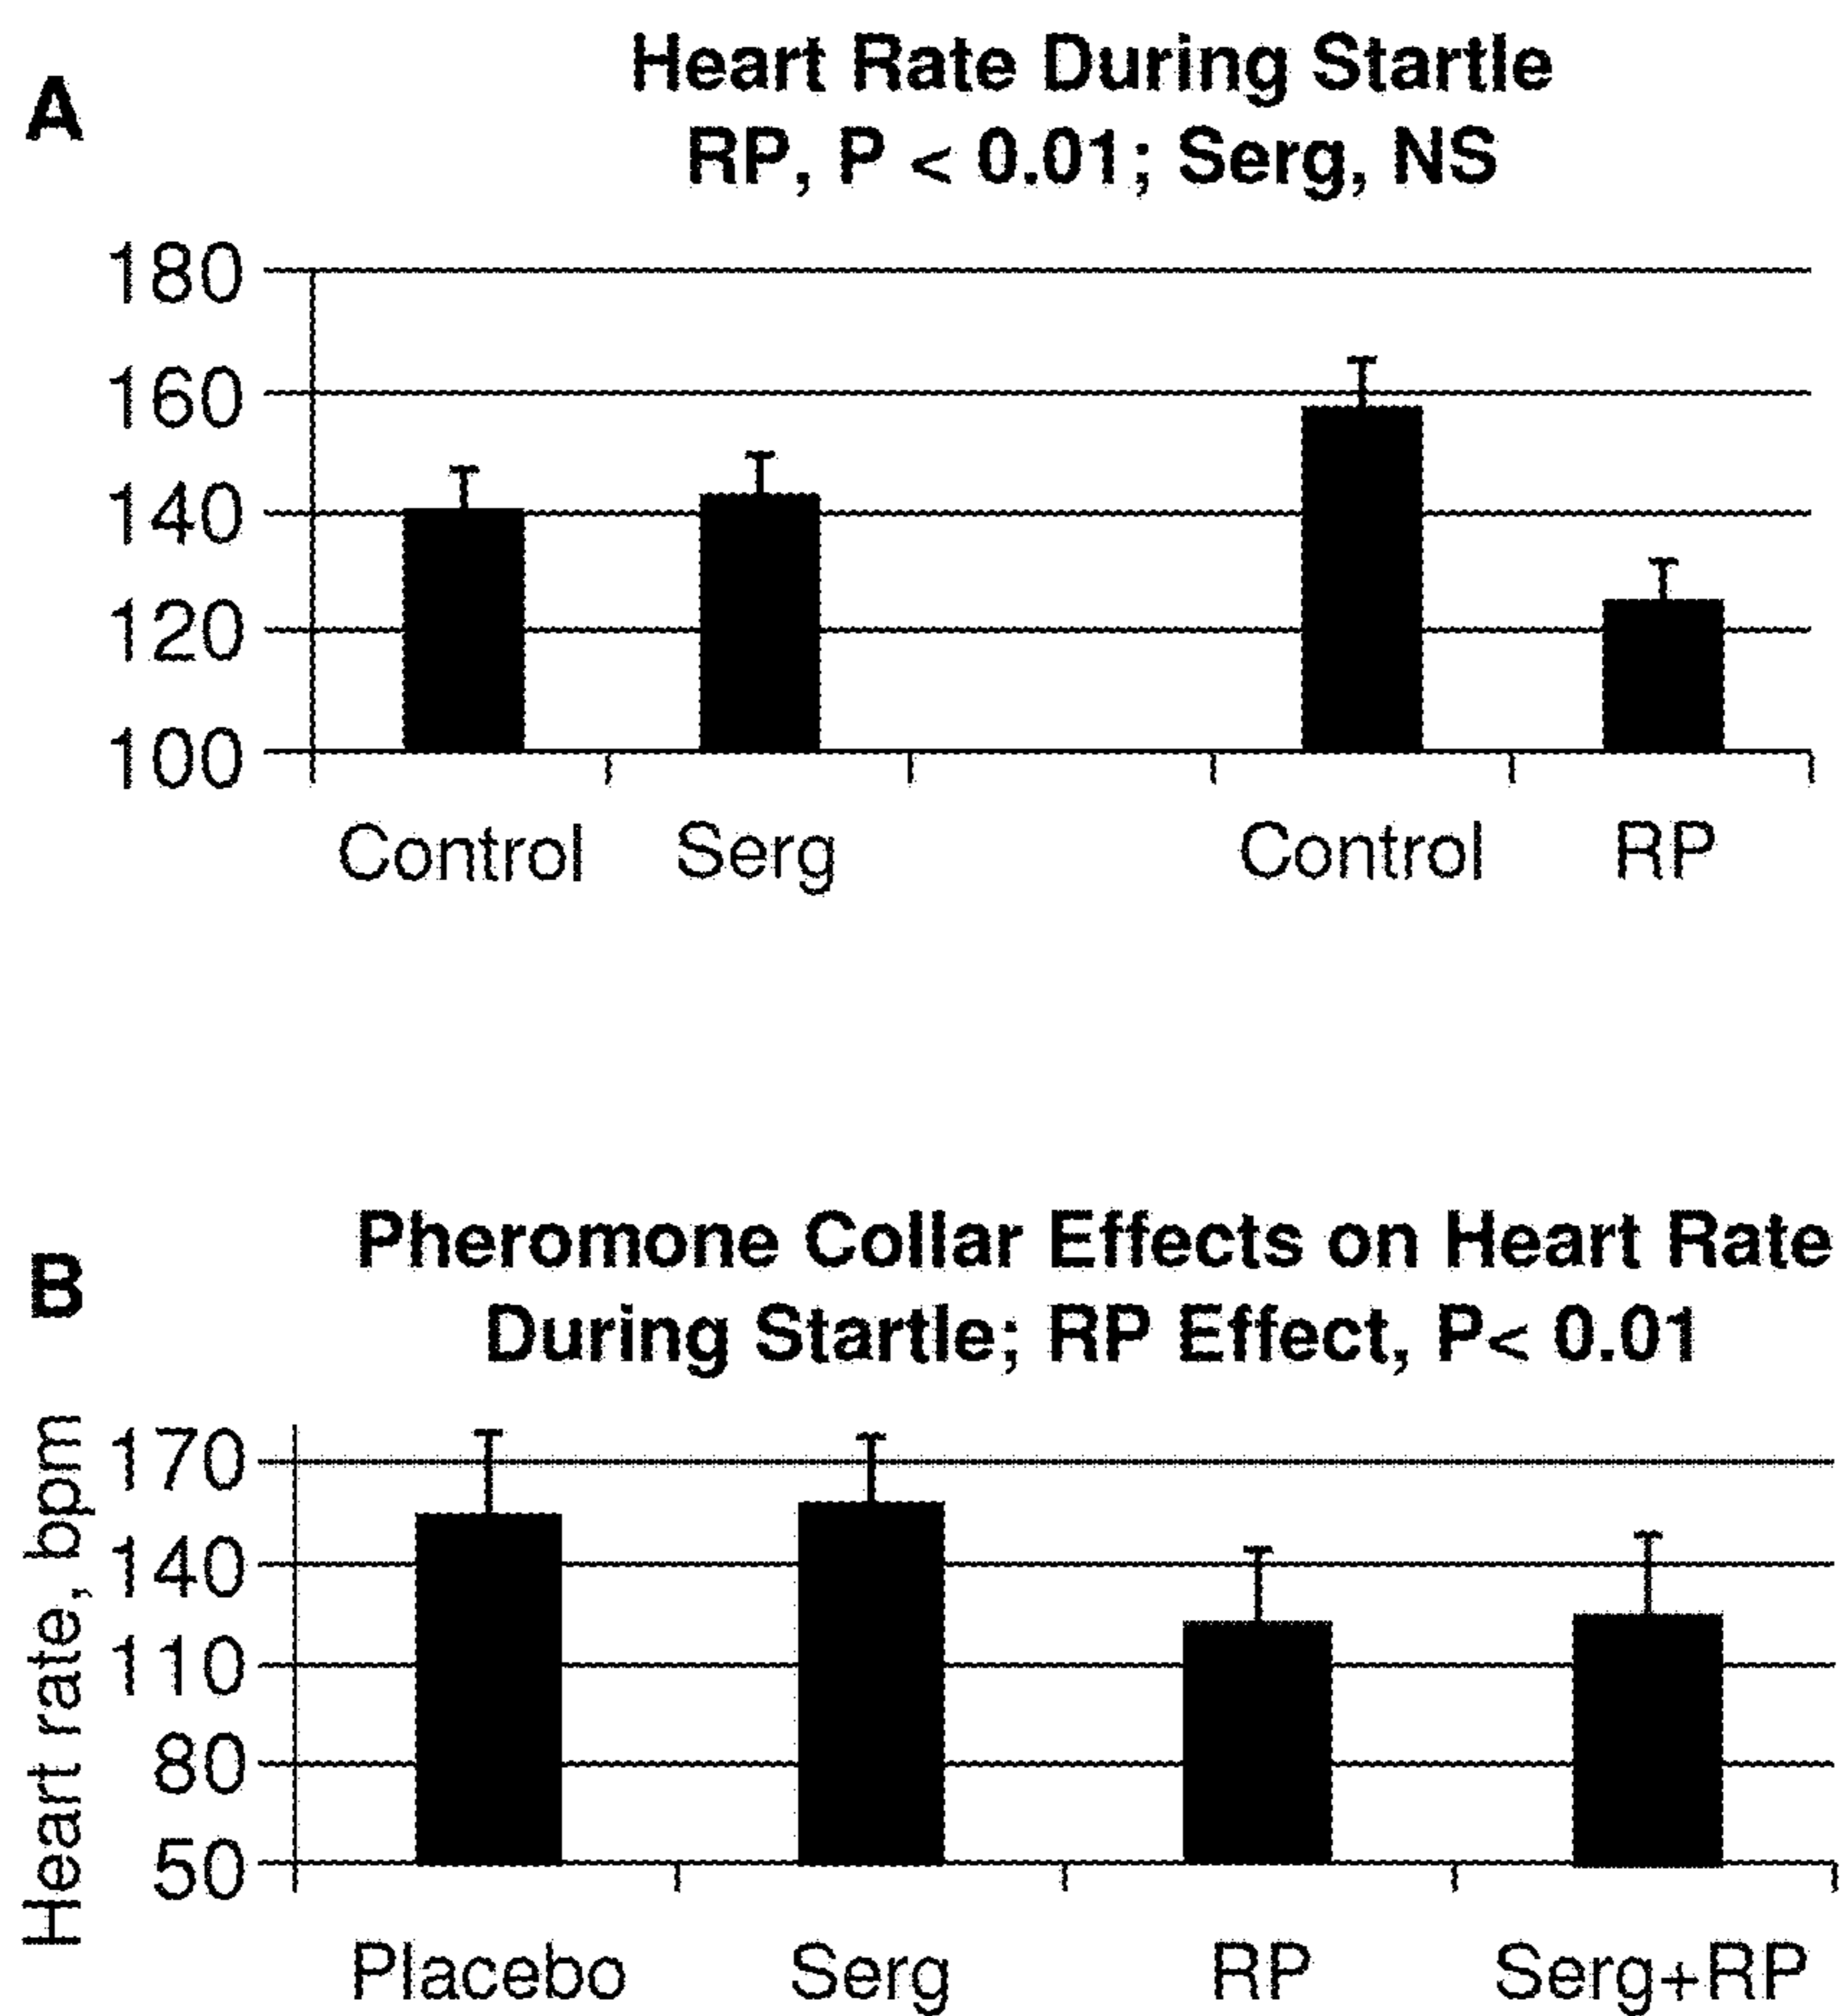 A
Heart Rate During Startle
RP, P < 0.01; Serg, NS
180
160
140
120
100
Control Serg Control RP
B
Pheromone Collar Effects on Heart Rate
During Startle; RP Effect, P< 0.01
Heart rate, bpm
170
140
110
80
50
Placebo Serg RP Serg+RP